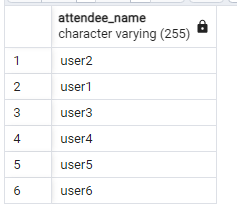 attendee_name
character varying (255)
1 user2
2 user1
3 user3
4 user4
5 user5
6 user6